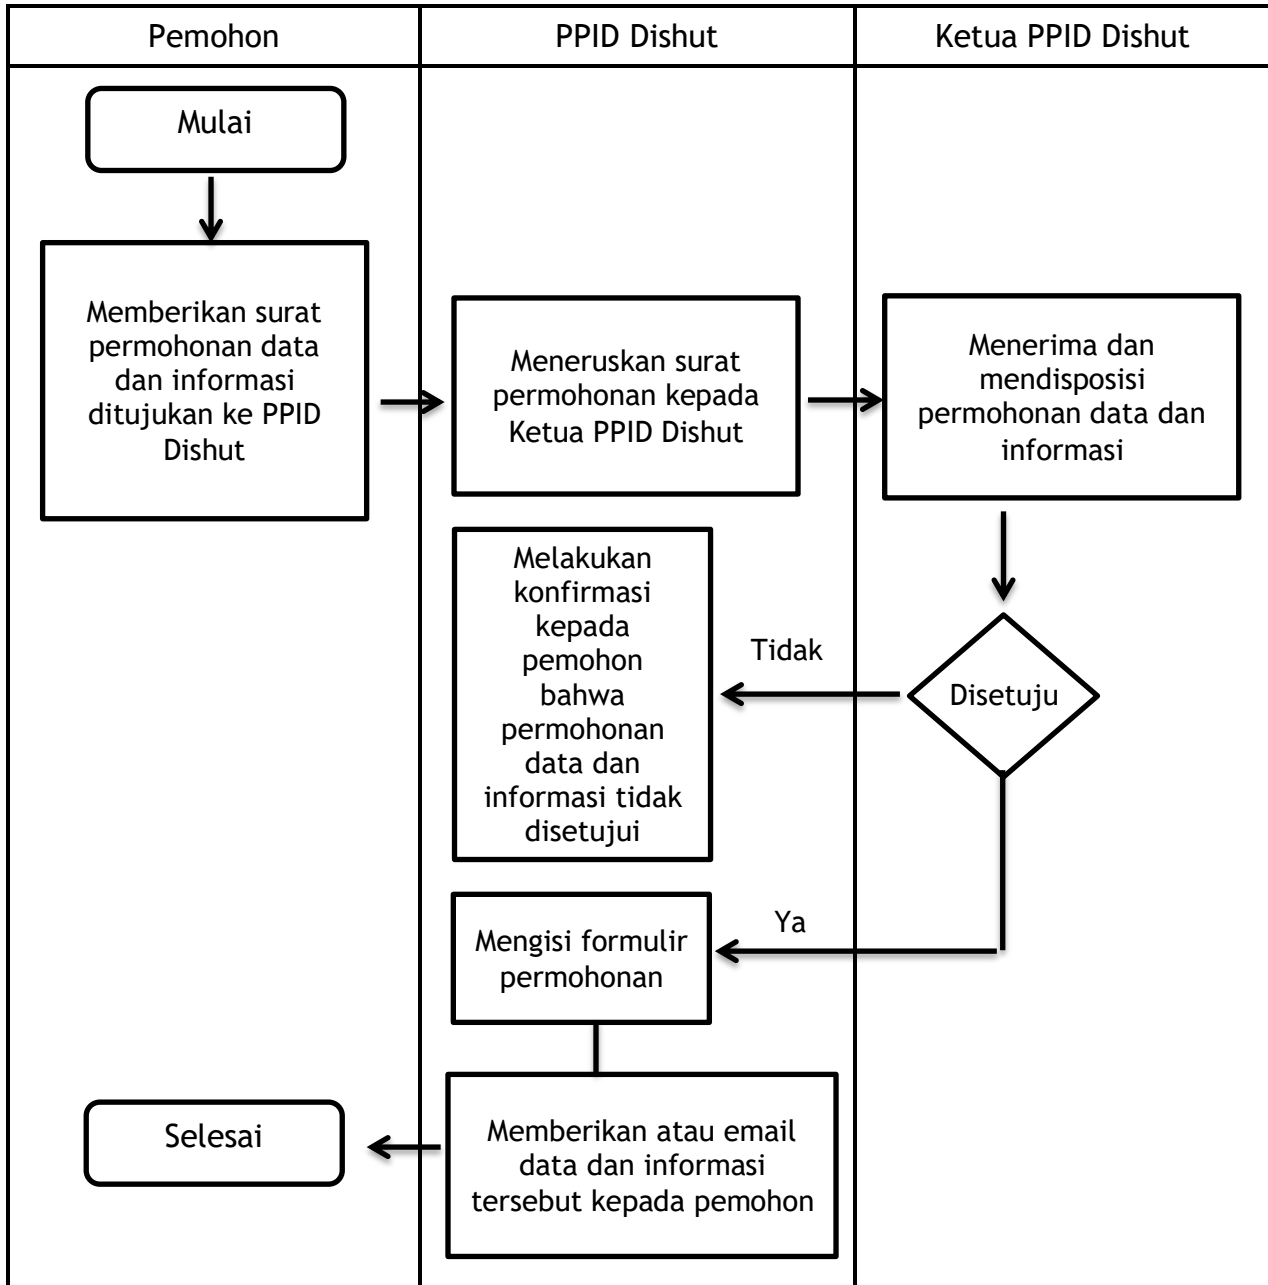 Pemohon
PPID Dishut
Ketua PPID Dishut
Mulai
Memberikan surat
permohonan data
dan informasi
ditujukan ke PPID
Dishut
Meneruskan surat
permohonan kepada
Ketua PPID Dishut
Menerima dan
mendisposisi
permohonan data dan
informasi
Disetuju
Tidak
Melakukan
konfirmasi
kepada
pemohon
bahwa
permohonan
data dan
informasi tidak
disetujui
Ya
Mengisi formulir
permohonan
Memberikan atau email
data dan informasi
tersebut kepada pemohon
Selesai